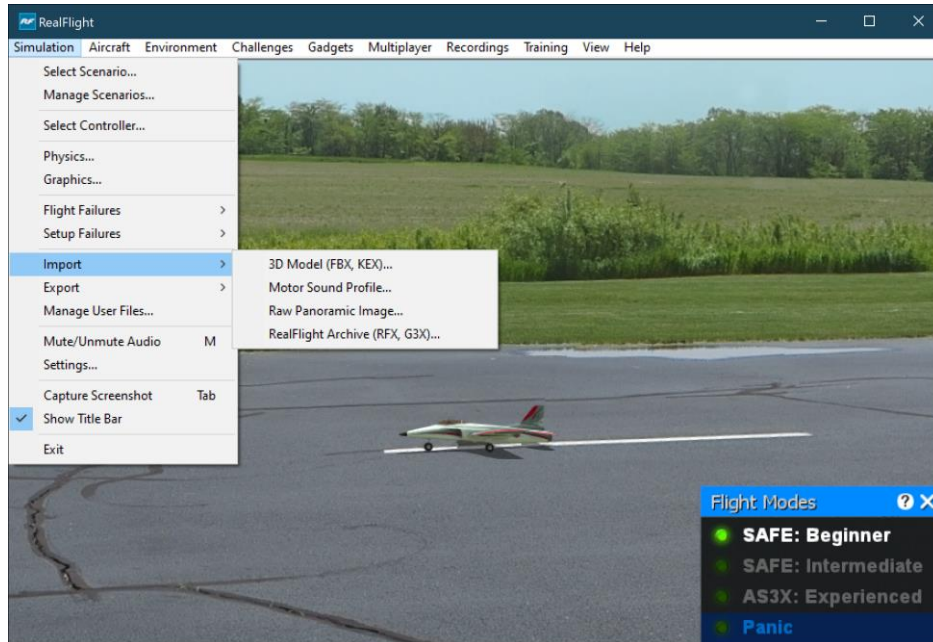 RealFlight
Simulation Aircraft Environment Challenges Gadgets Multiplayer Recordings Training View Help
Select Scenario...
Manage Scenarios...
Select Controller...
Physics...
Graphics...
Flight Failures
Setup Failures
Import
Export
Manage User Files...
Mute/Unmute Audio M
Settings...
Capture Screenshot Tab
Show Title Bar
Exit
3D Model (FBX, KEX)...
Motor Sound Profile...
Raw Panoramic Image...
RealFlight Archive (RFX, G3X)...
Flight Modes ?
SAFE: Beginner
SAFE: Intermediate
AS3X: Experienced
Panic